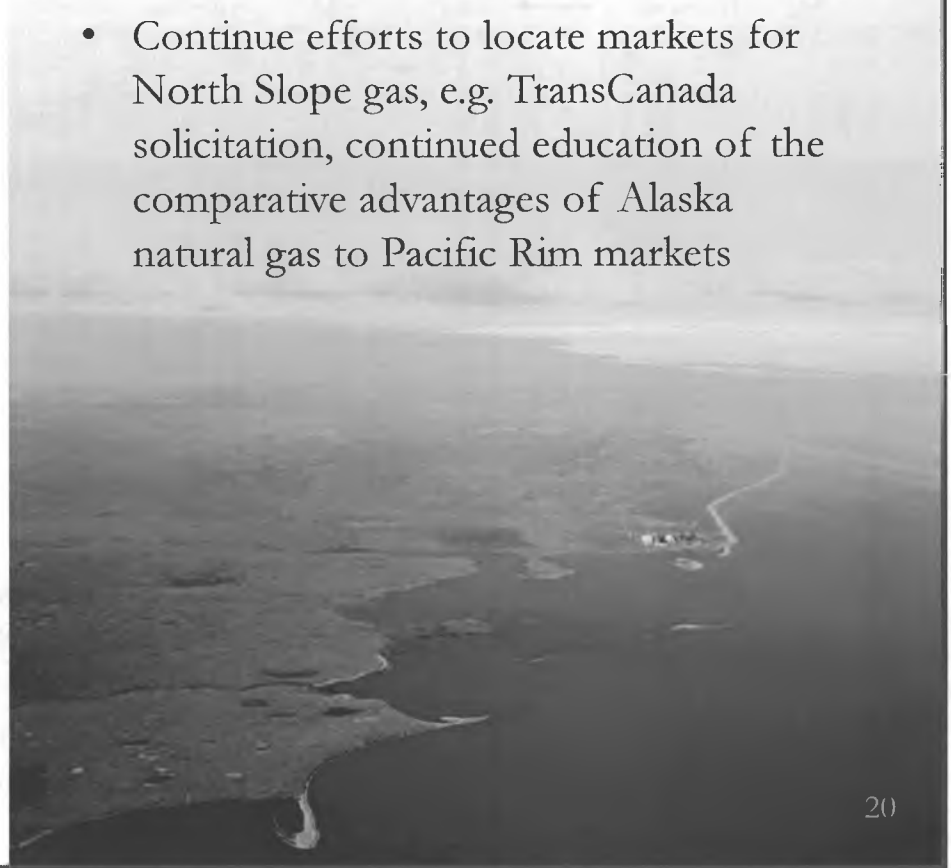 • Continue efforts to locate markets for
North Slope gas, e.g. TransCanada
solicitation, continued education of the
comparative advantages of Alaska
natural gas to Pacific Rim markets
20